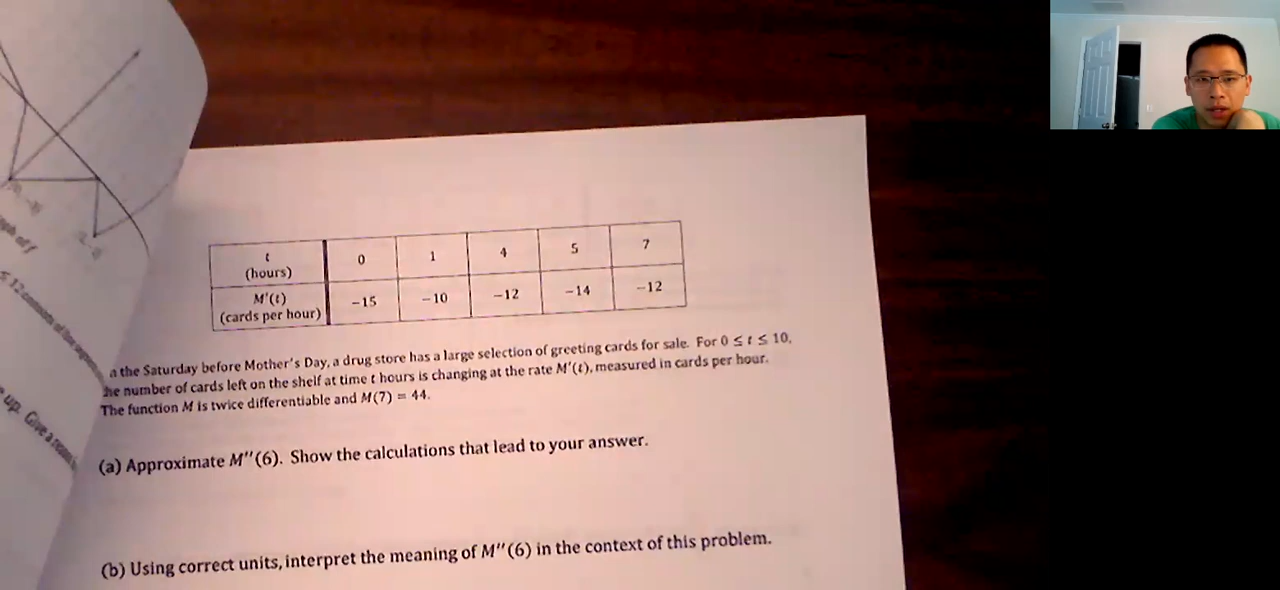 t
(hours) 0 1 4 5 7
M'(t)
(cards per hour) −15 −10 −12 −14 −12
the Saturday before Mother's Day, a drug store has a large selection of greeting cards for sale. For 0 ≤ t ≤ 10,
he number of cards left on the shelf at time t hours is changing at the rate M'(t), measured in cards per hour.
The function M is twice differentiable and M(7) = 44.
(a) Approximate M''(6). Show the calculations that lead to your answer.
(b) Using correct units, interpret the meaning of M''(6) in the context of this problem.
up. Give a